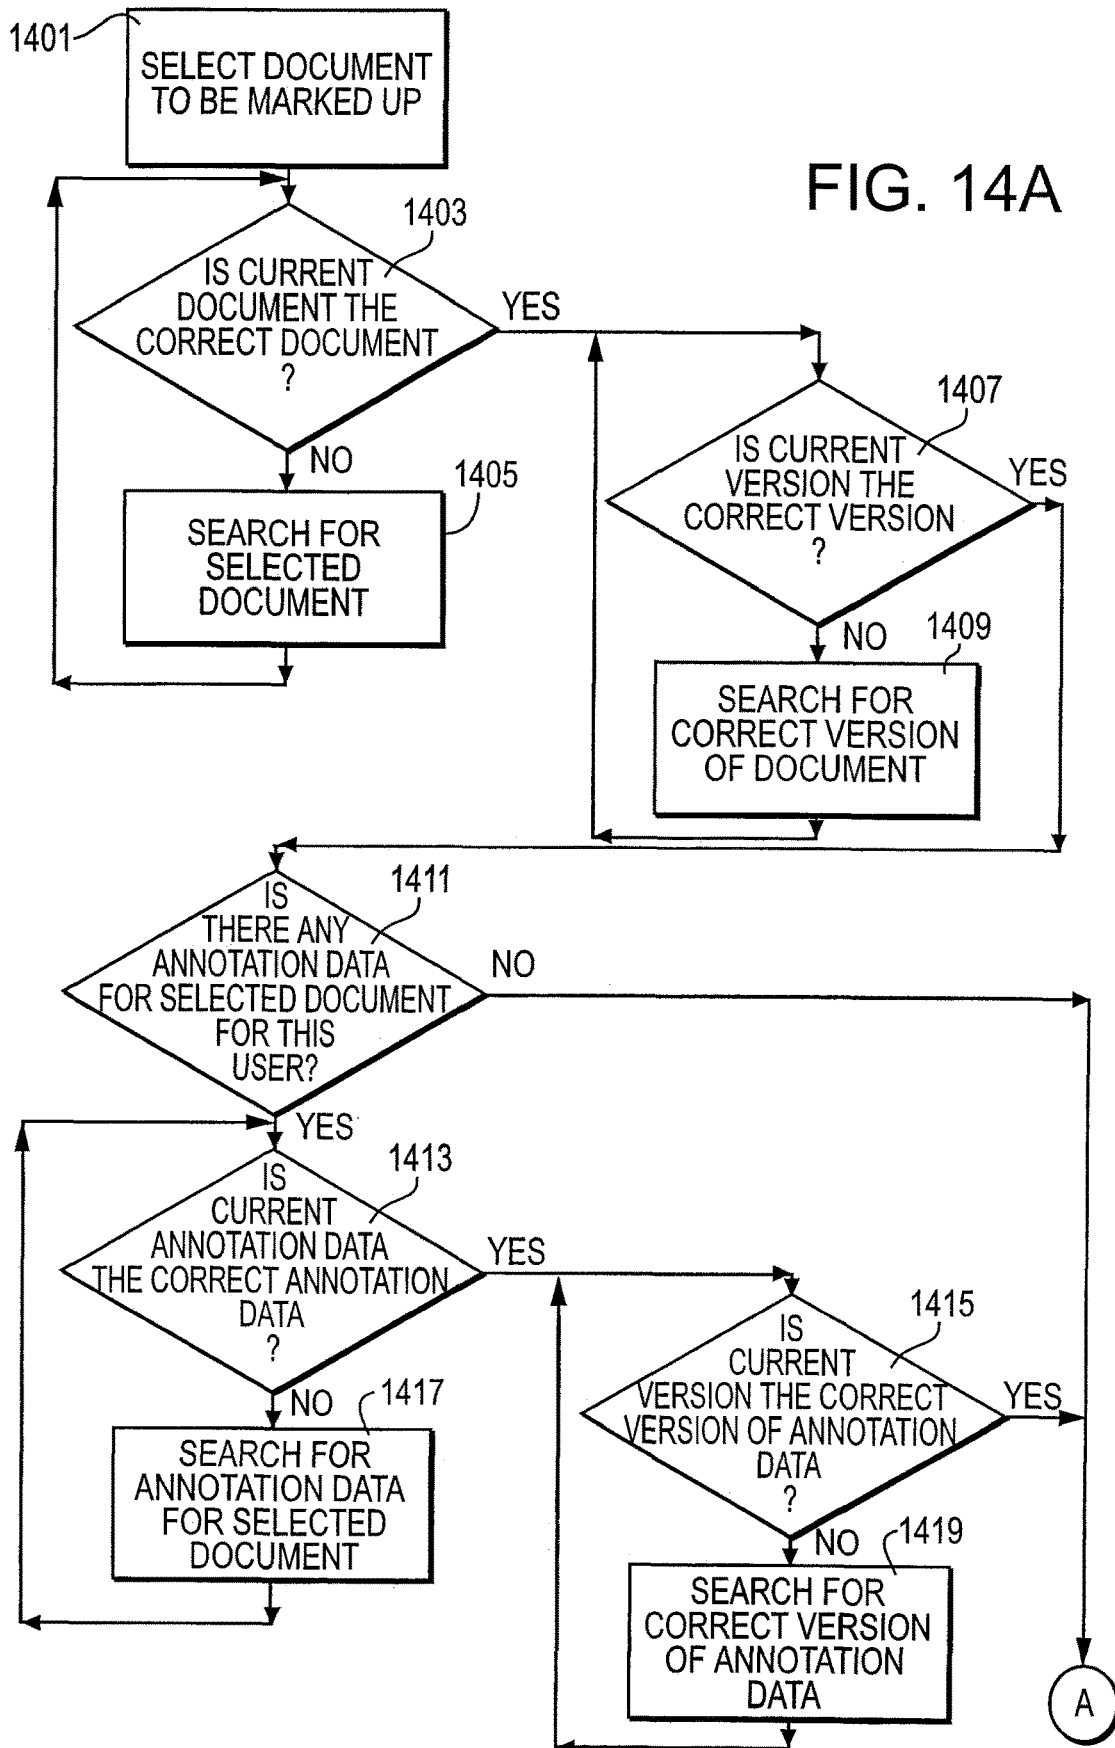 1401
SELECT DOCUMENT
TO BE MARKED UP
FIG. 14A
1403
IS CURRENT
DOCUMENT THE
CORRECT DOCUMENT
?
YES
NO
1405
SEARCH FOR
SELECTED
DOCUMENT
1407
IS CURRENT
VERSION THE
CORRECT VERSION
?
YES
NO
1409
SEARCH FOR
CORRECT VERSION
OF DOCUMENT
1411
IS
THERE ANY
ANNOTATION DATA
FOR SELECTED DOCUMENT
FOR THIS
USER?
NO
YES
1413
IS
CURRENT
ANNOTATION DATA
THE CORRECT ANNOTATION
DATA
?
YES
NO
1417
SEARCH FOR
ANNOTATION DATA
FOR SELECTED
DOCUMENT
1415
IS
CURRENT
VERSION THE CORRECT
VERSION OF ANNOTATION
DATA
?
YES
NO
1419
SEARCH FOR
CORRECT VERSION
OF ANNOTATION
DATA
A